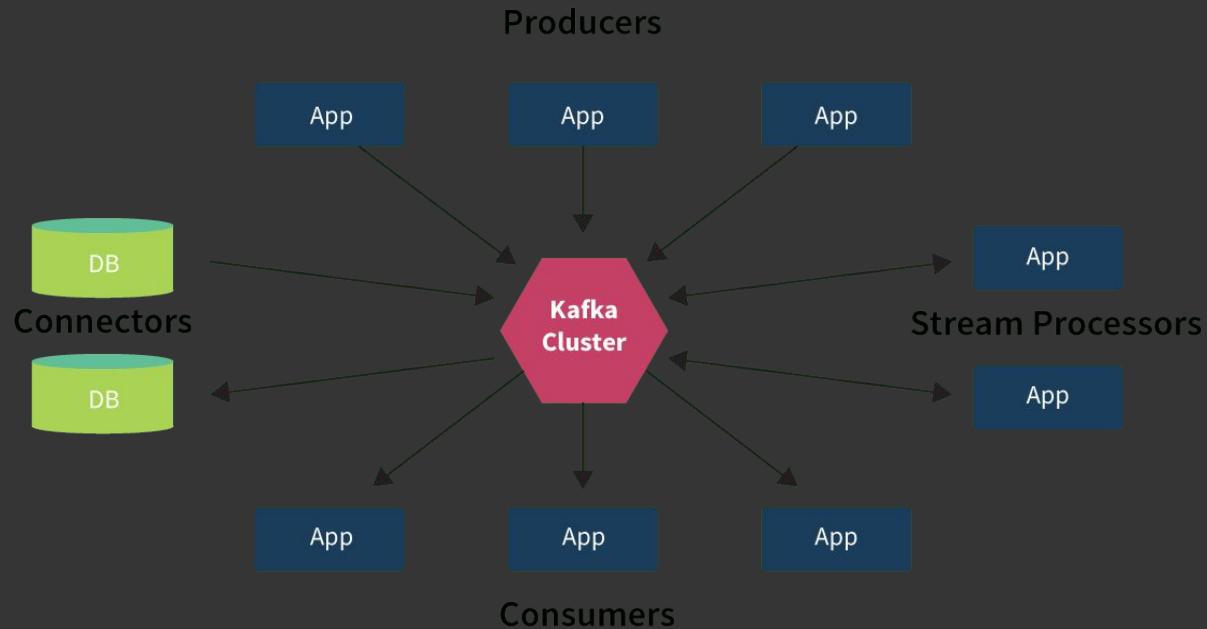 Producers
App
App
App
DB
Kafka
Cluster
App
Connectors
Stream Processors
DB
App
App
App
App
Consumers